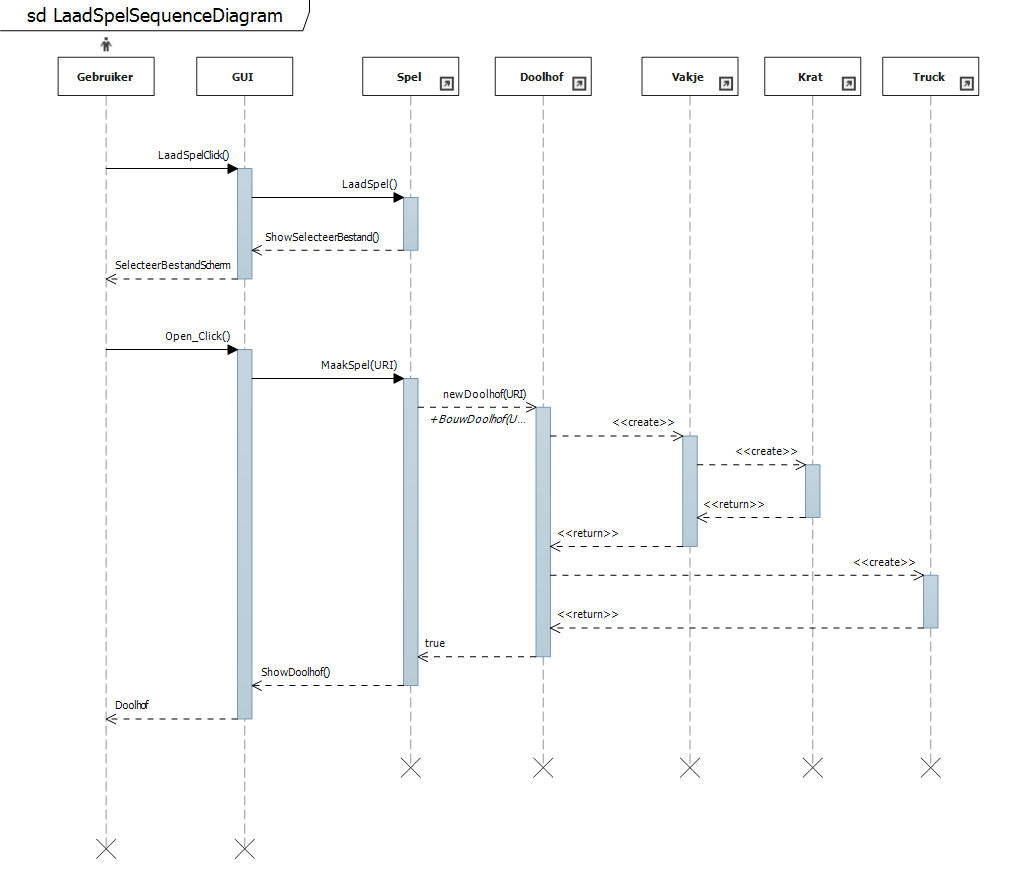 sd LaadSpelSequenceDiagram
Gebruiker
GUI
Spel
Doolhof
Vakje
Krat
Truck
LaadSpelClick()
LaadSpel()
ShowSelecteerBestand()
SelecteerBestandScherm
Open_Click()
MaakSpel(URI)
newDoolhof(URI)
+BouwDoolhof(U...
<<create>>
<<create>>
<<return>>
<<return>>
<<create>>
<<return>>
true
ShowDoolhof()
Doolhof